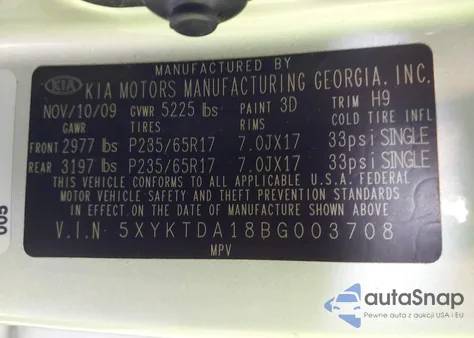 MANUFACTURED BY
KIA KIA MOTORS MANUFACTURING GEORGIA, INC.
NOV/10/09 GVWR 5225 lbs PAINT 3D TRIM H9
GAWR TIRES RIMS COLD TIRE INFL
FRONT 2977 lbs P235/65R17 7.0JX17 33psi SINGLE
REAR 3197 lbs P235/65R17 7.0JX17 33psi SINGLE
THIS VEHICLE CONFORMS TO ALL APPLICABLE U.S.A. FEDERAL
MOTOR VEHICLE SAFETY AND THEFT PREVENTION STANDARDS
IN EFFECT ON THE DATE OF MANUFACTURE SHOWN ABOVE.
V.I.N 5XYKTDA18BG003708
MPV
005
autoSnap
Pewne auta z aukcji USA i EU